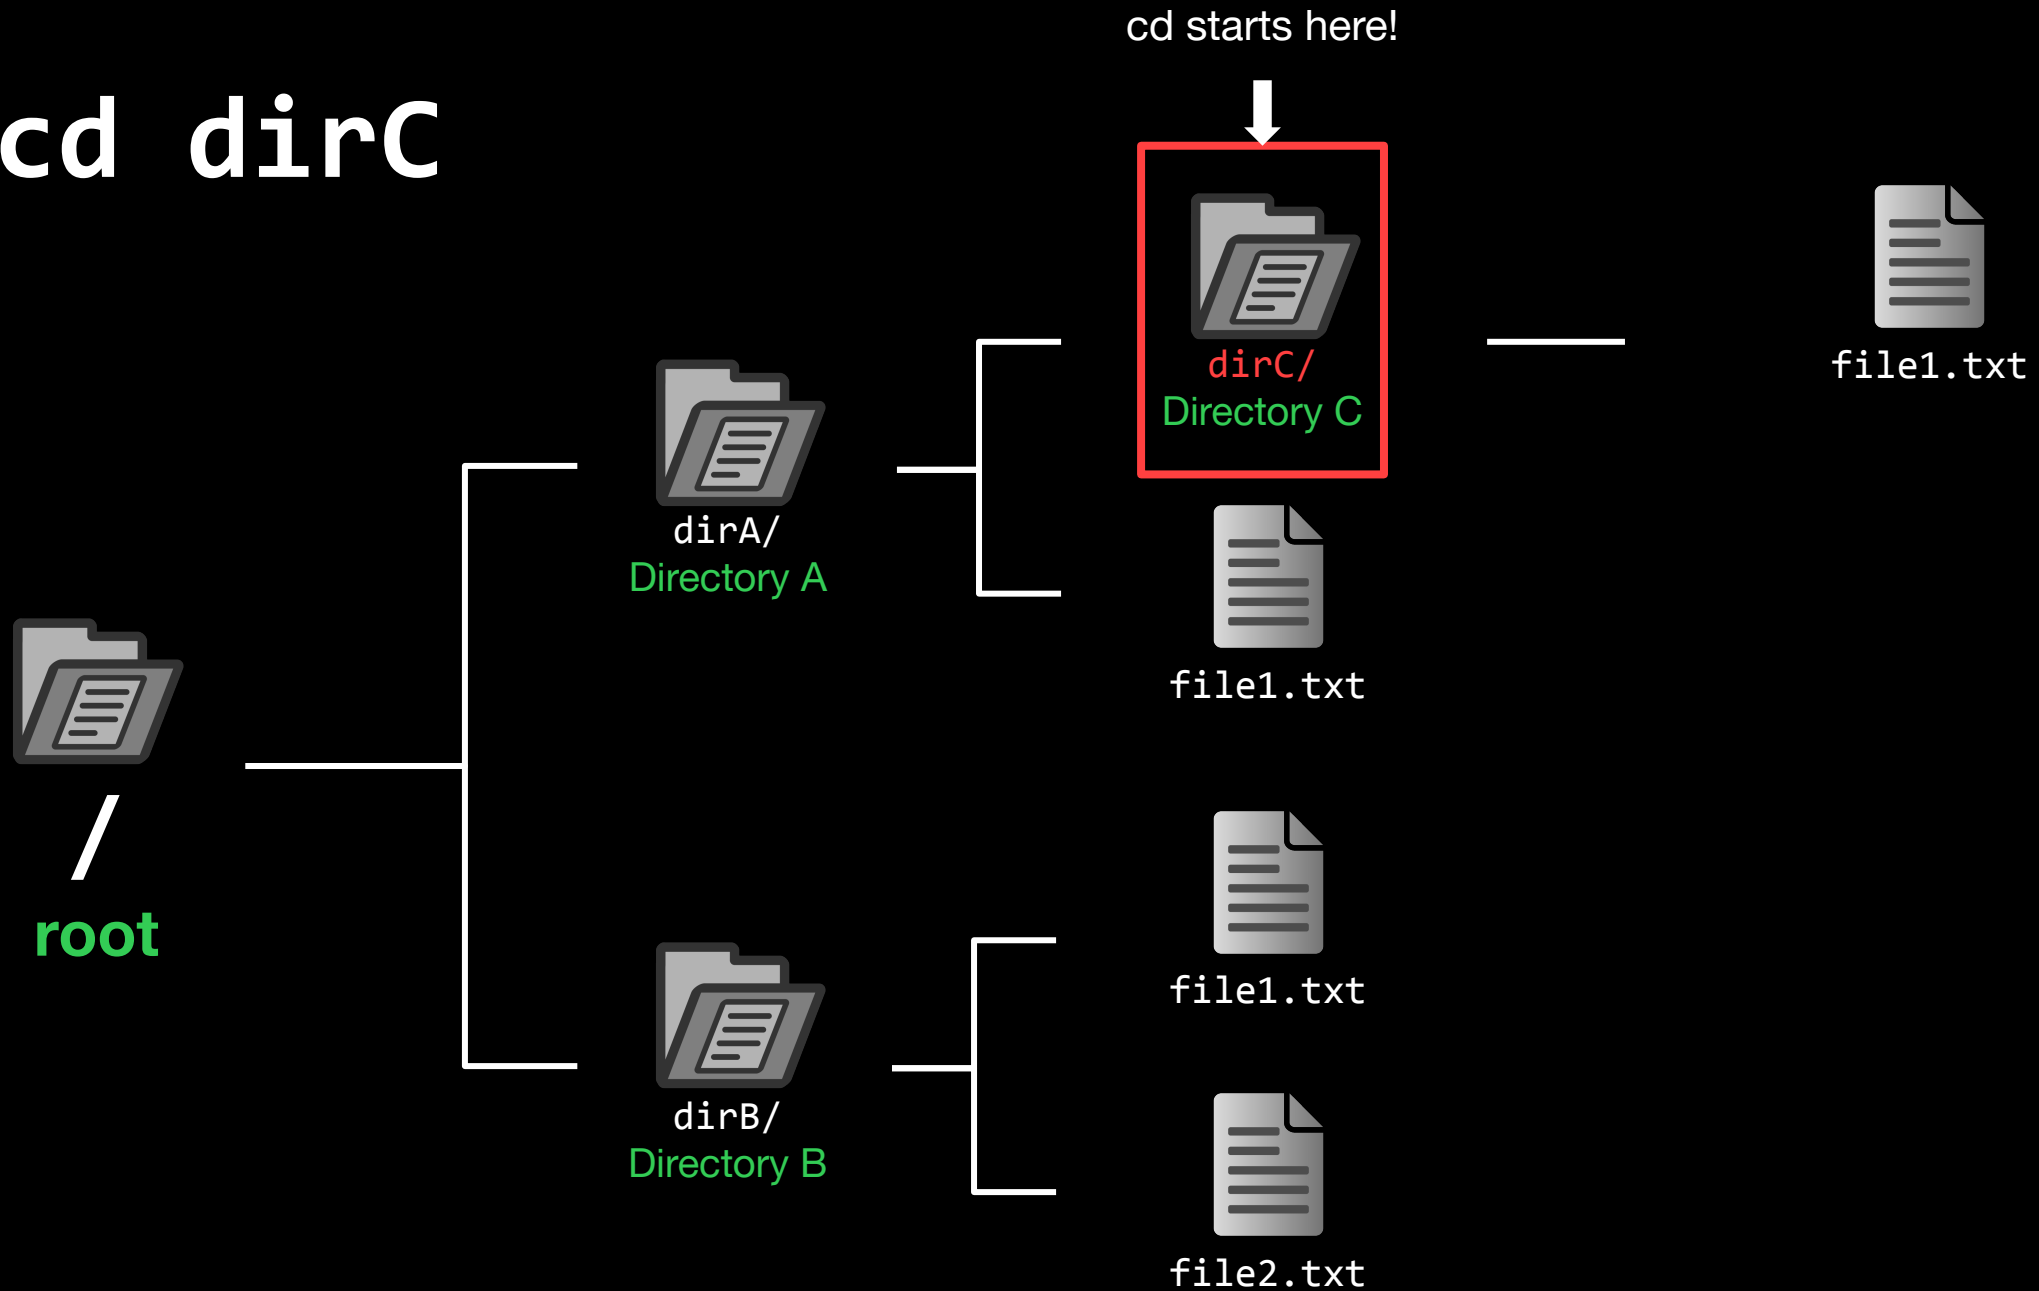 cd starts here!
cd dirC
dirC/
Directory C
file1.txt
dirA/
Directory A
file1.txt
/
root
file1.txt
dirB/
Directory B
file2.txt